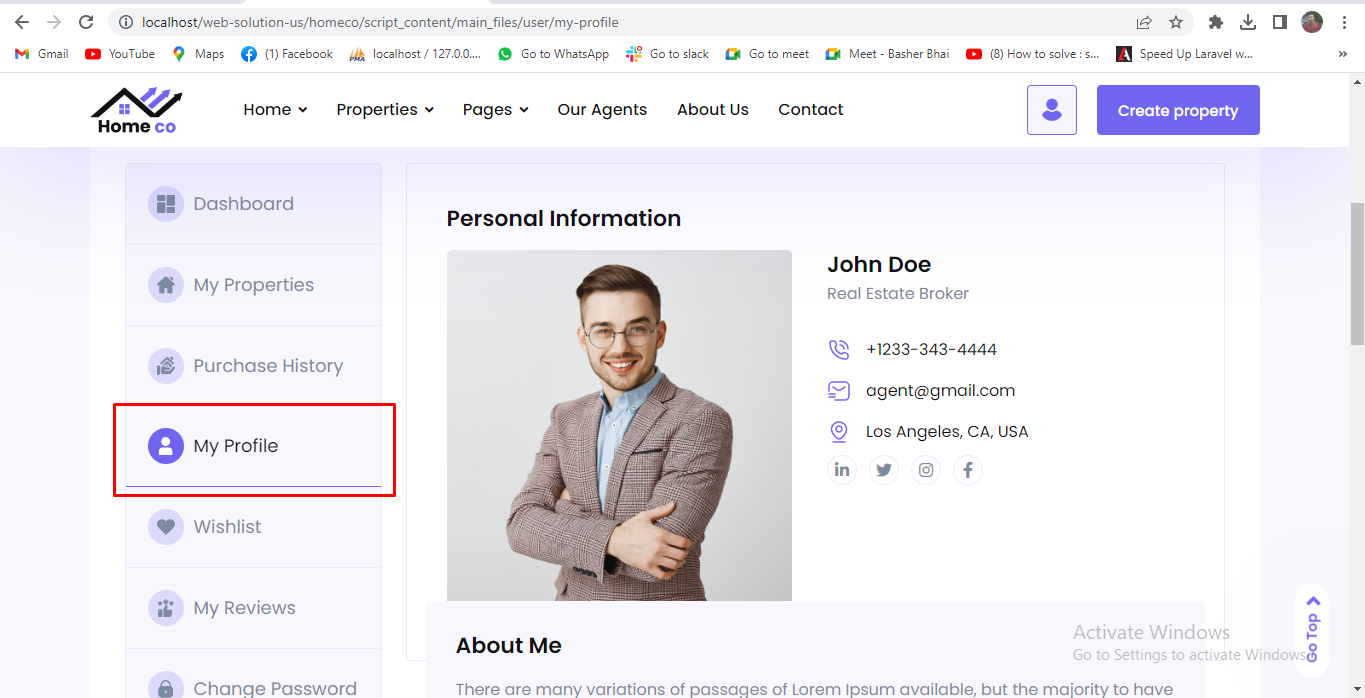 localhost/web-solution-us/homeco/script_content/main_files/user/my-profile
Gmail YouTube Maps (1) Facebook localhost / 127.0.0.... Go to WhatsApp Go to slack Go to meet Meet - Basher Bhai (8) How to solve : s... Speed Up Laravel w... »
Home co
Home Properties Pages Our Agents About Us Contact
Create property
Dashboard
My Properties
Purchase History
My Profile
Wishlist
My Reviews
Change Password
Personal Information
John Doe
Real Estate Broker
+1233-343-4444
agent@gmail.com
Los Angeles, CA, USA
About Me
There are many variations of passages of Lorem Ipsum available, but the majority to have
Activate Windows
Go to Settings to activate Windows.
Go Top